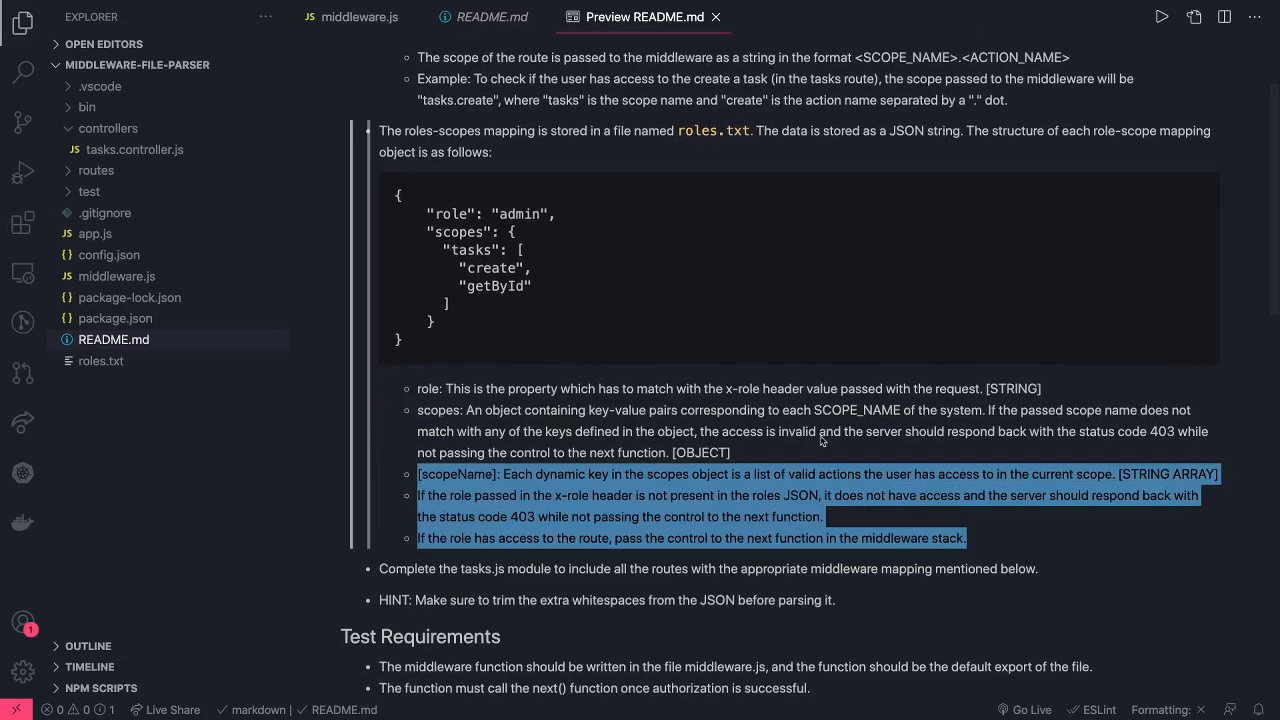 EXPLORER
middleware.js
README.md
Preview README.md
OPEN EDITORS
MIDDLEWARE-FILE-PARSER
.vscode
bin
controllers
JS tasks.controller.js
routes
test
.gitignore
JS app.js
{} config.json
JS middleware.js
{} package-lock.json
{} package.json
README.md
roles.txt
OUTLINE
TIMELINE
NPM SCRIPTS
The scope of the route is passed to the middleware as a string in the format <SCOPE_NAME>.<ACTION_NAME>
Example: To check if the user has access to the create a task (in the tasks route), the scope passed to the middleware will be
"tasks.create", where "tasks" is the scope name and "create" is the action name separated by a "." dot.
The roles-scopes mapping is stored in a file named roles.txt. The data is stored as a JSON string. The structure of each role-scope mapping
object is as follows:
{
"role": "admin",
"scopes": {
"tasks": [
"create",
"getById"
]
}
}
role: This is the property which has to match with the x-role header value passed with the request. [STRING]
scopes: An object containing key-value pairs corresponding to each SCOPE_NAME of the system. If the passed scope name does not
match with any of the keys defined in the object, the access is invalid and the server should respond back with the status code 403 while
not passing the control to the next function. [OBJECT]
[scopeName]: Each dynamic key in the scopes object is a list of valid actions the user has access to in the current scope. [STRING ARRAY]
If the role passed in the x-role header is not present in the roles JSON, it does not have access and the server should respond back with
the status code 403 while not passing the control to the next function.
If the role has access to the route, pass the control to the next function in the middleware stack.
Complete the tasks.js module to include all the routes with the appropriate middleware mapping mentioned below.
HINT: Make sure to trim the extra whitespaces from the JSON before parsing it.
Test Requirements
The middleware function should be written in the file middleware.js, and the function should be the default export of the file.
The function must call the next() function once authorization is successful.
1
0 0 1 Live Share markdown | README.md Go Live ESLint Formatting: ×